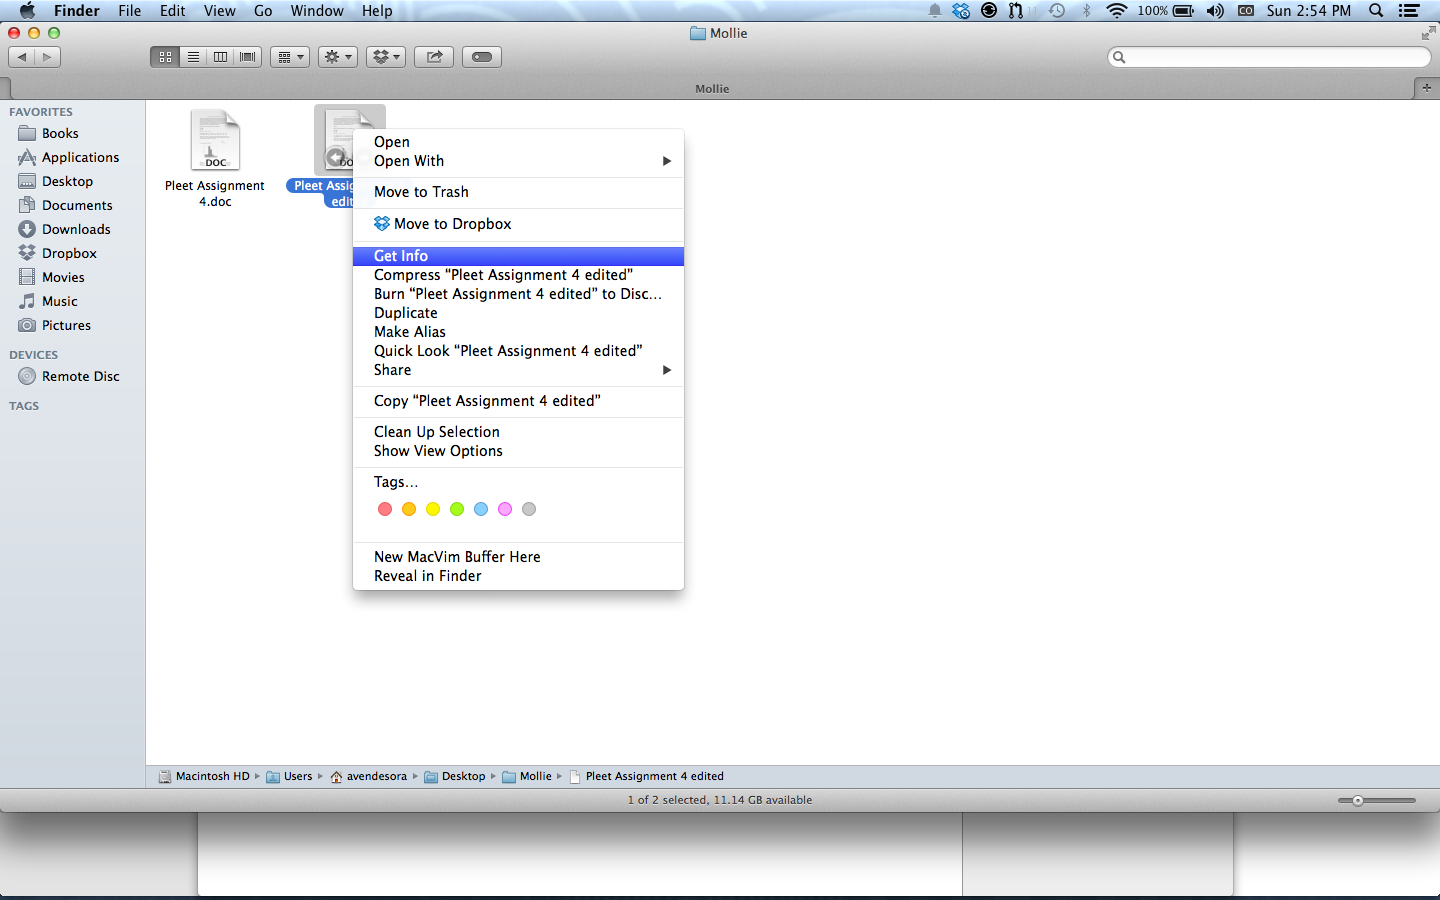 Finder File Edit View Go Window Help 100% CO Sun 2:54 PM
Mollie
Mollie
FAVORITES
Books
Applications
Desktop
Documents
Downloads
Dropbox
Movies
Music
Pictures
DEVICES
Remote Disc
TAGS
DOC
Pleet Assignment
4.doc
DO
Pleet Assig
edit
Open
Open With
Move to Trash
Move to Dropbox
Get Info
Compress “Pleet Assignment 4 edited”
Burn “Pleet Assignment 4 edited” to Disc…
Duplicate
Make Alias
Quick Look “Pleet Assignment 4 edited”
Share
Copy “Pleet Assignment 4 edited”
Clean Up Selection
Show View Options
Tags…
New MacVim Buffer Here
Reveal in Finder
Macintosh HD Users avendesora Desktop Mollie Pleet Assignment 4 edited
1 of 2 selected, 11.14 GB available